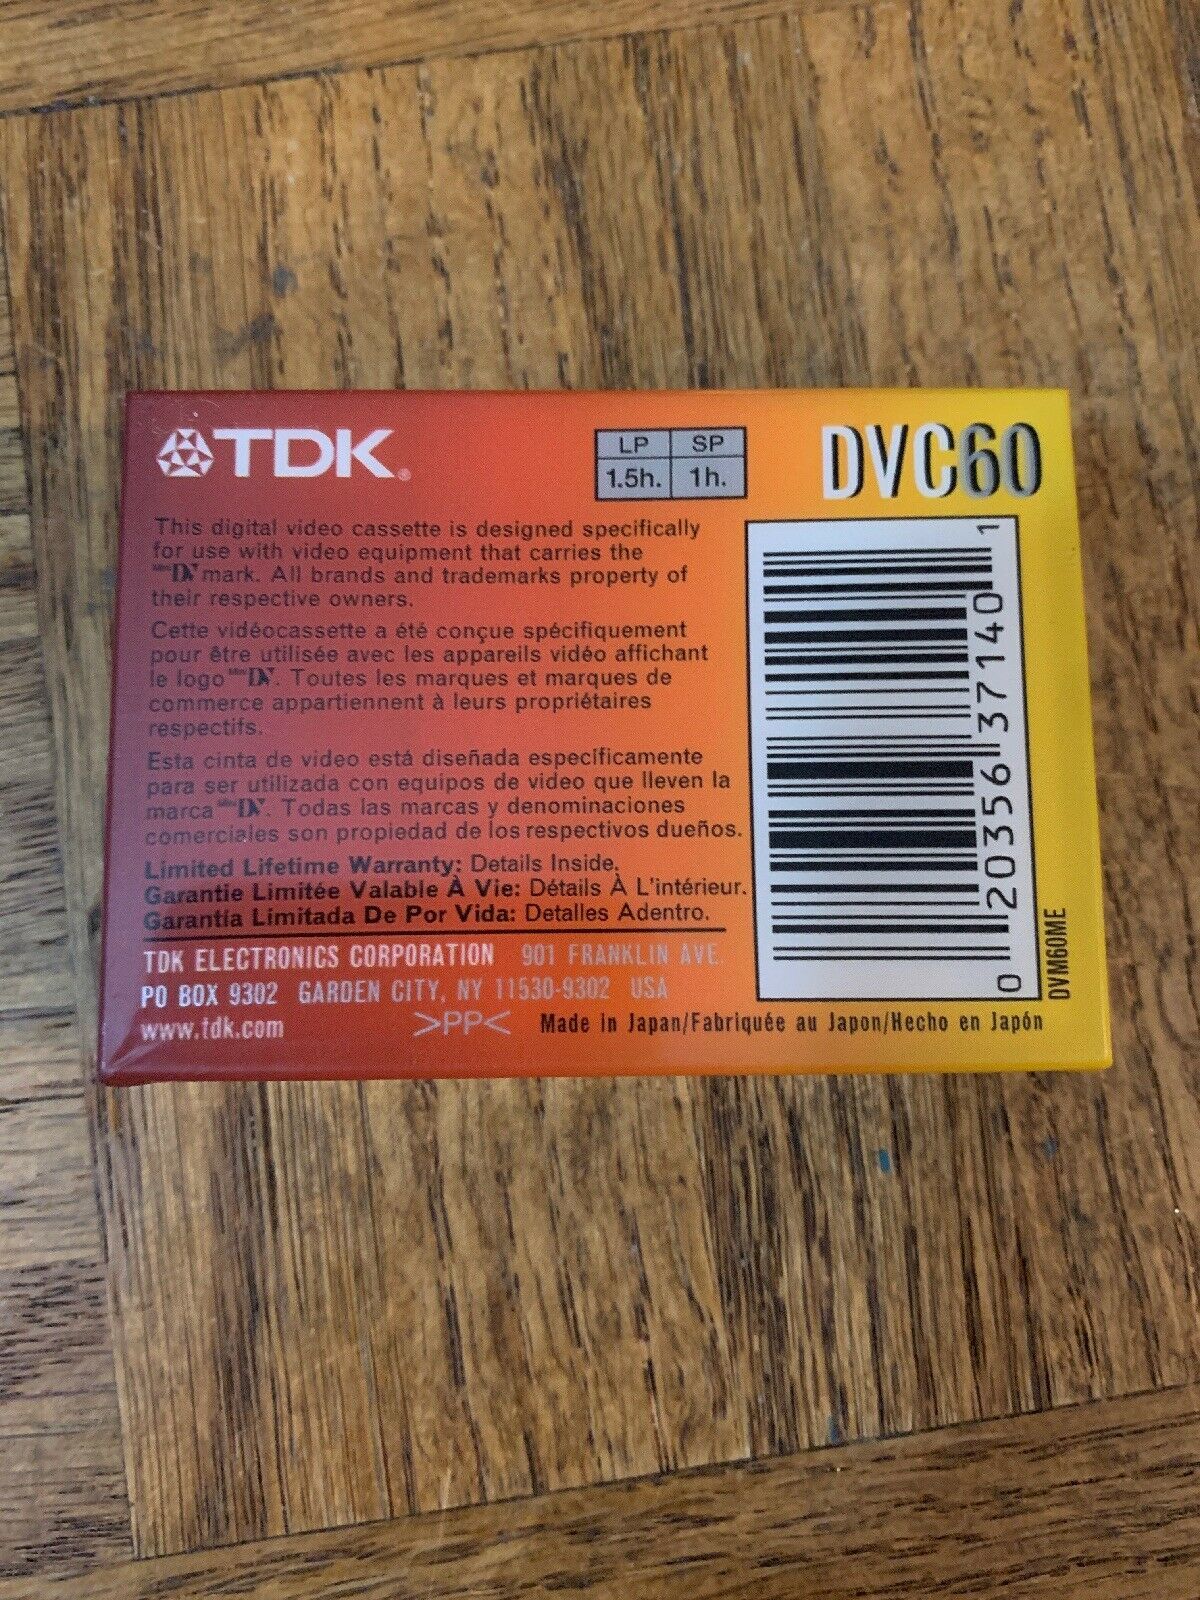 TDK®
LP SP
1.5h. 1h.
DVC60
This digital video cassette is designed specifically
for use with video equipment that carries the
Mini DV mark. All brands and trademarks property of
their respective owners.
Cette vidéocassette a été conçue spécifiquement
pour être utilisée avec les appareils vidéo affichant
le logo Mini DV. Toutes les marques et marques de
commerce appartiennent à leurs propriétaires
respectifs.
Esta cinta de video está diseñada específicamente
para ser utilizada con equipos de video que lleven la
marca Mini DV. Todas las marcas y denominaciones
comerciales son propiedad de los respectivos dueños.
Limited Lifetime Warranty: Details Inside.
Garantie Limitée Valable À Vie: Détails À L'intérieur.
Garantía Limitada De Por Vida: Detalles Adentro.
TDK ELECTRONICS CORPORATION 901 FRANKLIN AVE.
PO BOX 9302 GARDEN CITY, NY 11530-9302 USA
www.tdk.com >PP< Made in Japan/Fabriquée au Japon/Hecho en Japón
0 20356 37140 1
DVM60ME